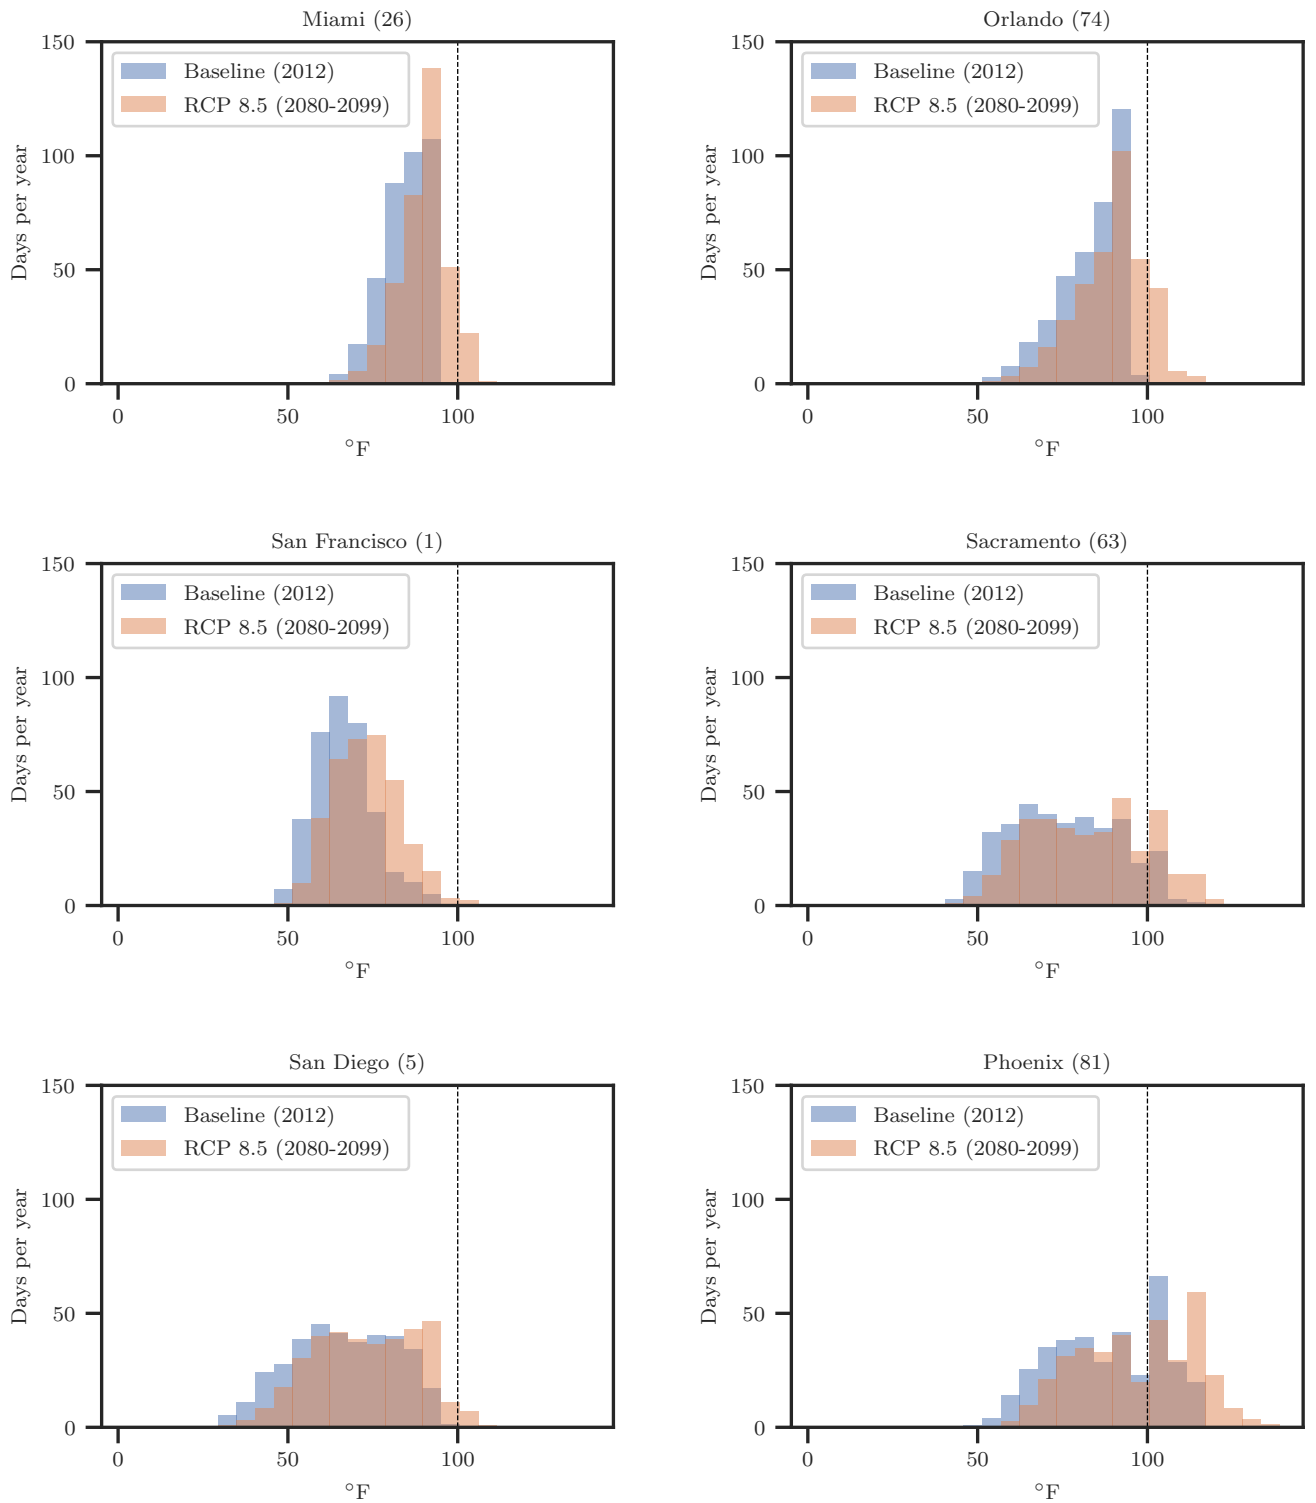 Miami (26)
150
100
50
0
Days per year
Baseline (2012)
RCP 8.5 (2080-2099)
0 50 100
°F
Orlando (74)
150
100
50
0
Days per year
Baseline (2012)
RCP 8.5 (2080-2099)
0 50 100
°F
San Francisco (1)
150
100
50
0
Days per year
Baseline (2012)
RCP 8.5 (2080-2099)
0 50 100
°F
Sacramento (63)
150
100
50
0
Days per year
Baseline (2012)
RCP 8.5 (2080-2099)
0 50 100
°F
San Diego (5)
150
100
50
0
Days per year
Baseline (2012)
RCP 8.5 (2080-2099)
0 50 100
°F
Phoenix (81)
150
100
50
0
Days per year
Baseline (2012)
RCP 8.5 (2080-2099)
0 50 100
°F